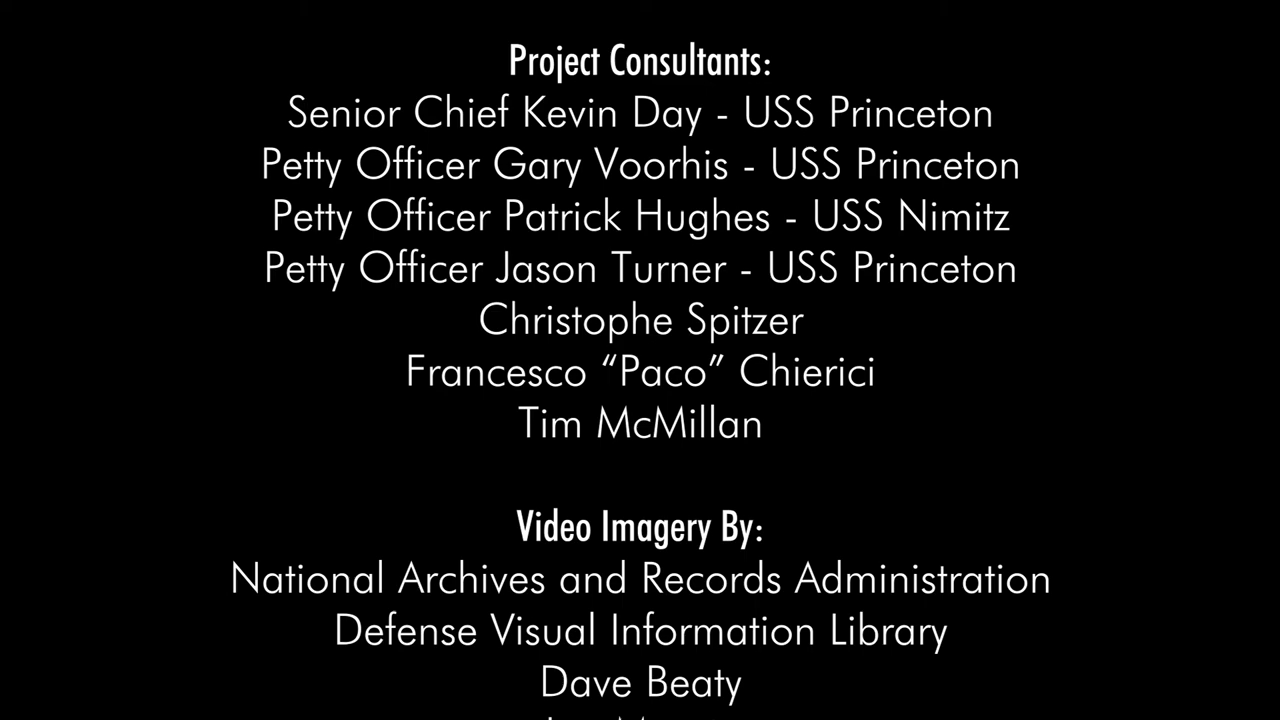 Project Consultants:
Senior Chief Kevin Day - USS Princeton
Petty Officer Gary Voorhis - USS Princeton
Petty Officer Patrick Hughes - USS Nimitz
Petty Officer Jason Turner - USS Princeton
Christophe Spitzer
Francesco “Paco” Chierici
Tim McMillan
Video Imagery By:
National Archives and Records Administration
Defense Visual Information Library
Dave Beaty